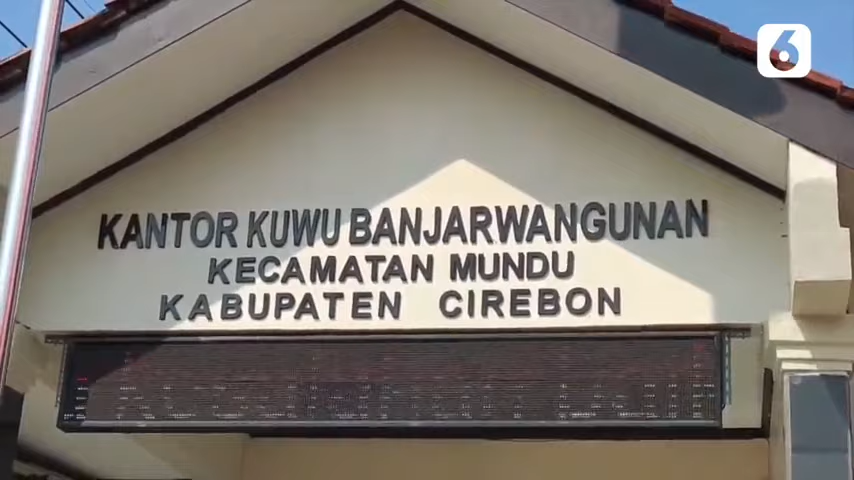 6
KANTOR KUWU BANJARWANGUNAN
KECAMATAN MUNDU
KABUPATEN CIREBON